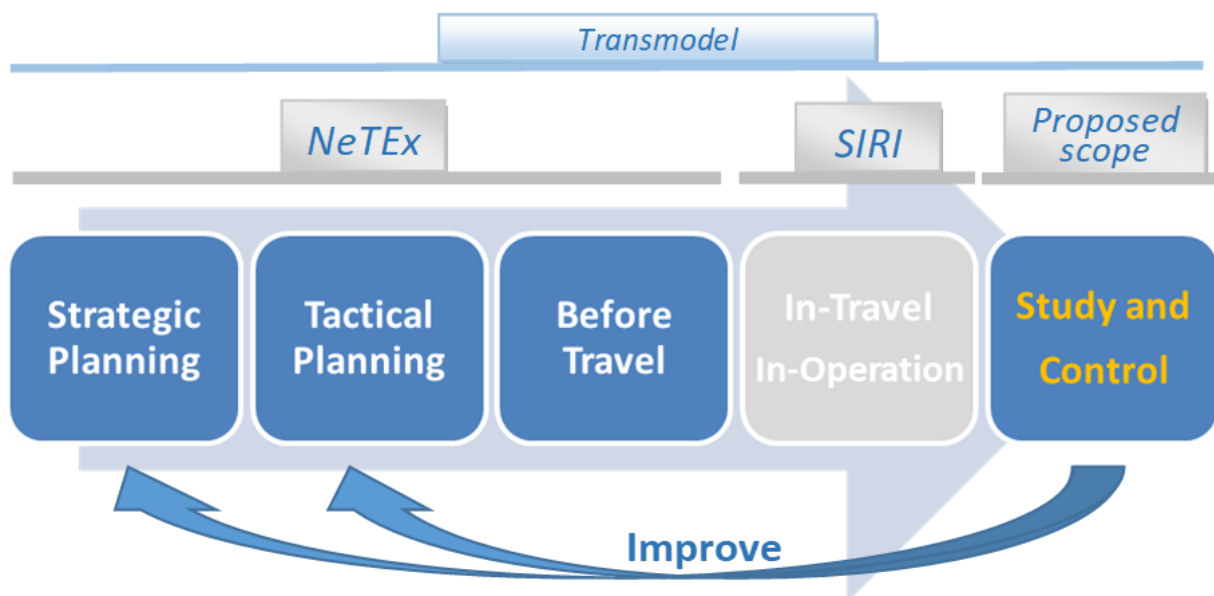 Transmodel
NeTEx
SIRI
Proposed
scope
Strategic
Planning
Tactical
Planning
Before
Travel
In-Travel
In-Operation
Study and
Control
Improve